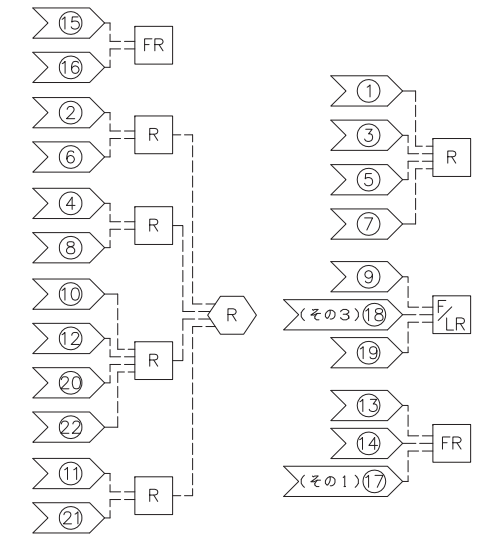 ⑮
FR
⑯
②
R
⑥
④
R
⑧
⑩
⑫
R
⑳
㉒
⑪
R
㉑
R
①
③
R
⑤
⑦
⑨
(その3)⑱
F/LR
⑲
⑬
⑭
FR
(その1)⑰